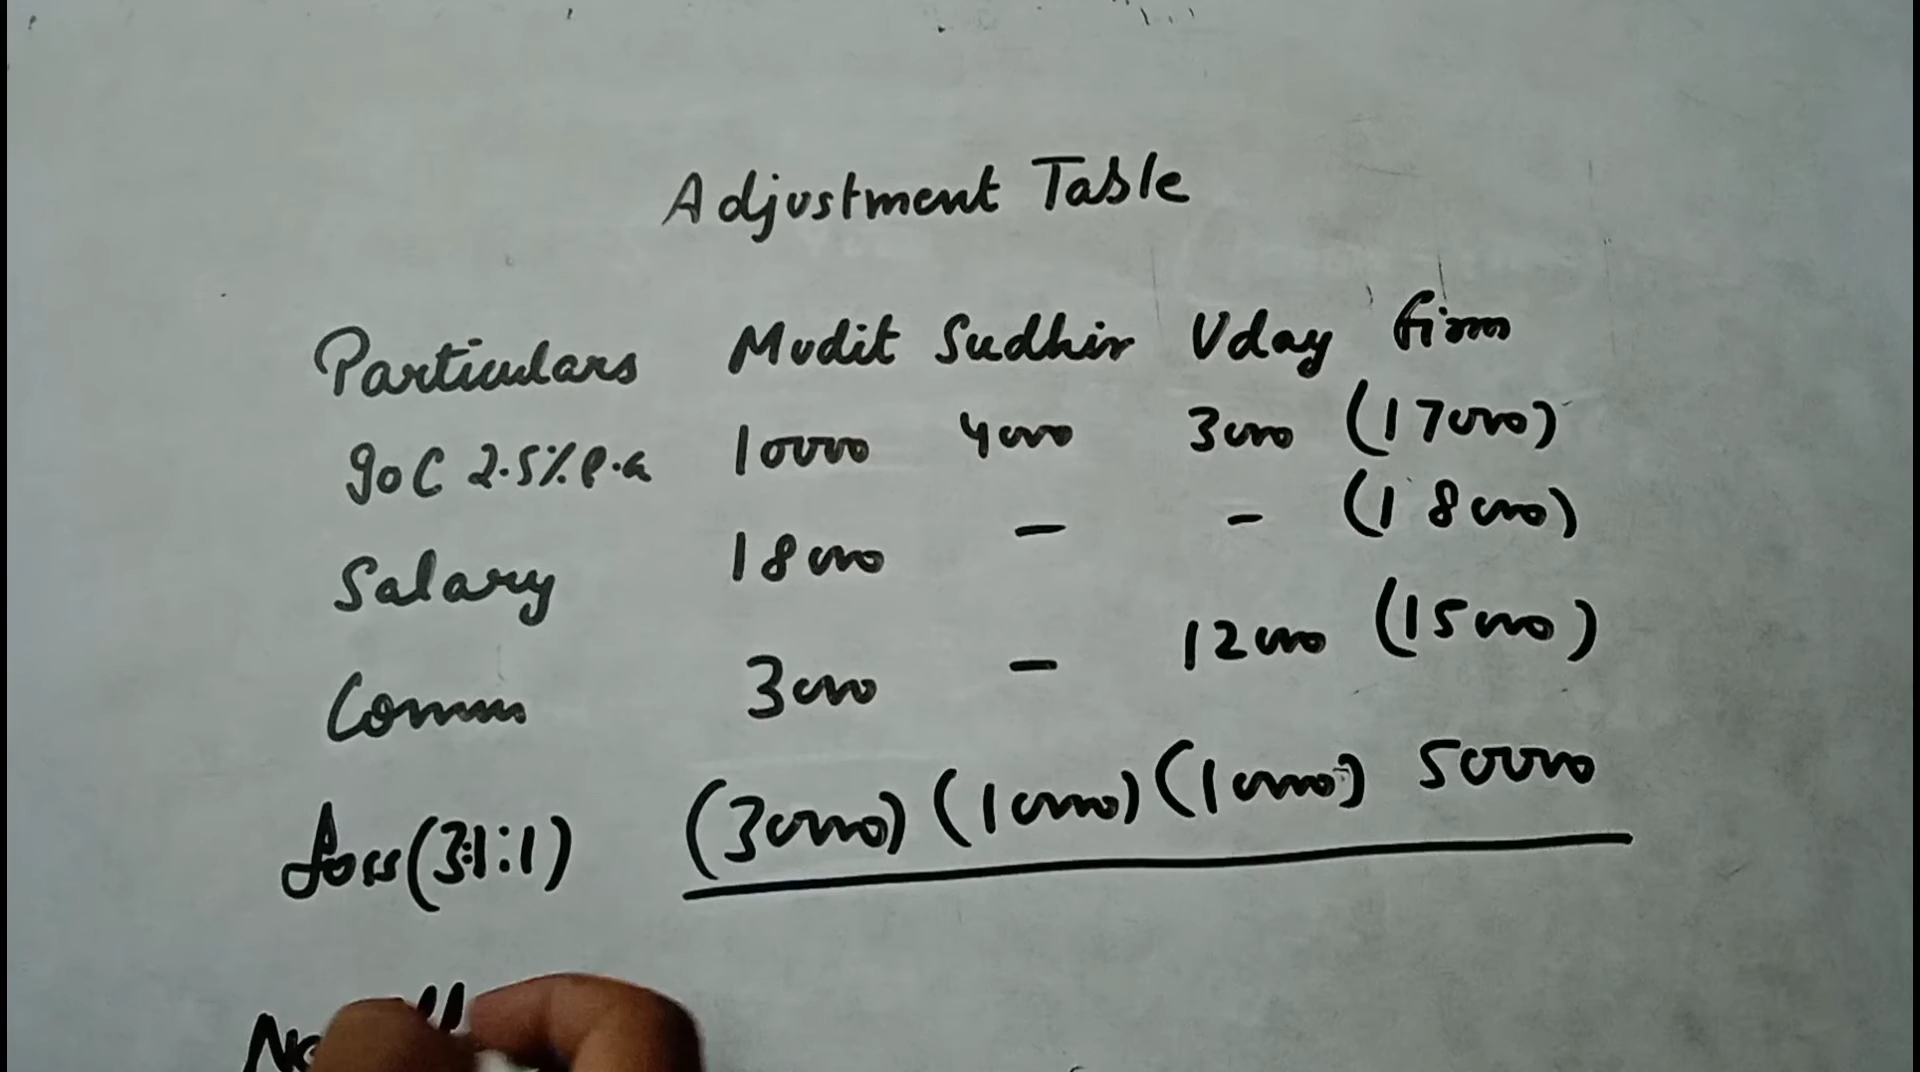 Adjustment Table
Particulars Mudit Sudhir Uday firm
IOC 2.5% P.a 10000 4000 3000 (17000)
Salary 18000 - - (18000)
Comm 3000 - 12000 (15000)
Loss (3:1:1) (30000) (10000) (10000) 50000